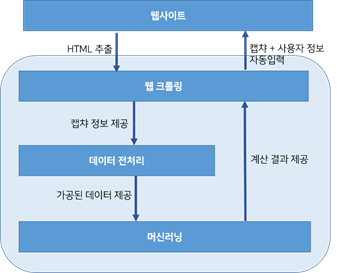 웹사이트
HTML 추출
캡챠 + 사용자 정보
자동입력
웹 크롤링
캡챠 정보 제공
데이터 전처리
계산 결과 제공
가공된 데이터 제공
머신러닝